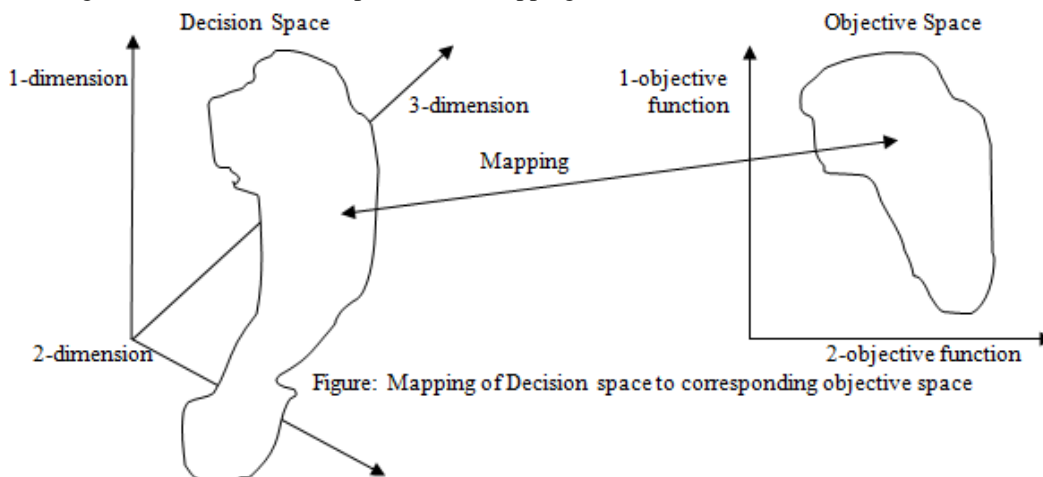 Decision Space
Objective Space
1-dimension
3-dimension
1-objective
function
Mapping
2-dimension
2-objective function
Figure: Mapping of Decision space to corresponding objective space